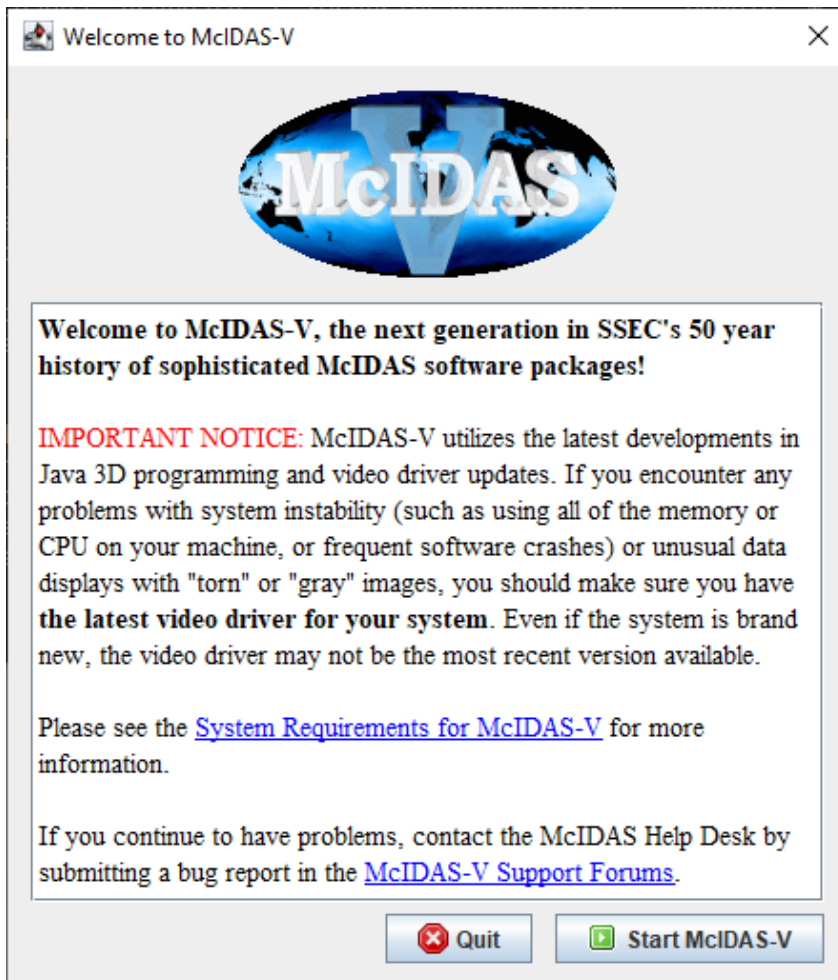 Welcome to McIDAS-V
V
McIDAS
Welcome to McIDAS-V, the next generation in SSEC's 50 year
history of sophisticated McIDAS software packages!
IMPORTANT NOTICE: McIDAS-V utilizes the latest developments in
Java 3D programming and video driver updates. If you encounter any
problems with system instability (such as using all of the memory or
CPU on your machine, or frequent software crashes) or unusual data
displays with "torn" or "gray" images, you should make sure you have
the latest video driver for your system. Even if the system is brand
new, the video driver may not be the most recent version available.
Please see the System Requirements for McIDAS-V for more
information.
If you continue to have problems, contact the McIDAS Help Desk by
submitting a bug report in the McIDAS-V Support Forums.
Quit
Start McIDAS-V